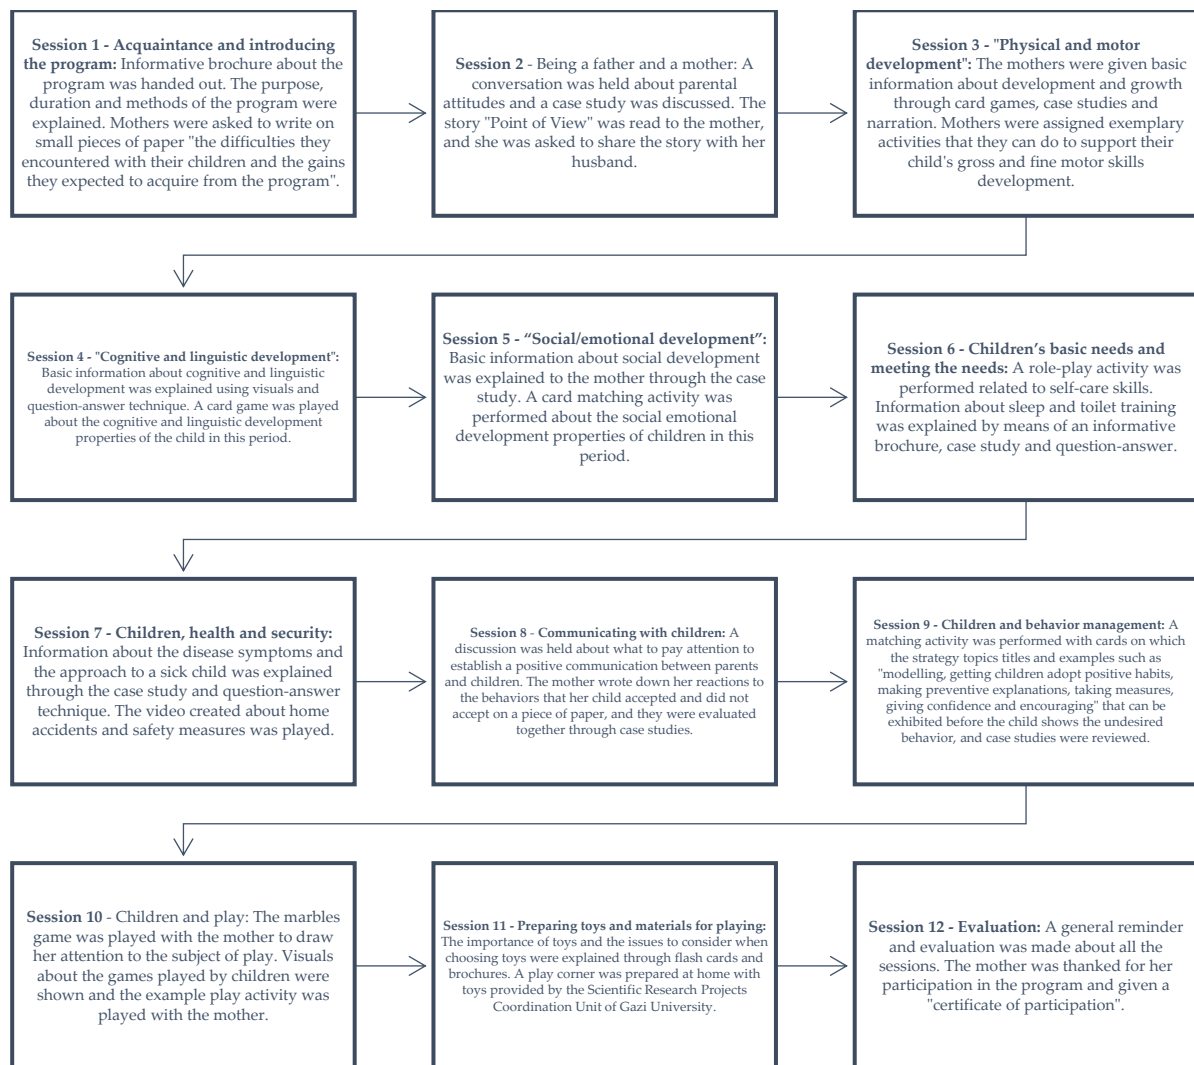 Session 1 - Acquaintance and introducing
the program: Informative brochure about the
program was handed out. The purpose,
duration and methods of the program were
explained. Mothers were asked to write on
small pieces of paper "the difficulties they
encountered with their children and the gains
they expected to acquire from the program".
Session 2 - Being a father and a mother: A
conversation was held about parental
attitudes and a case study was discussed. The
story "Point of View" was read to the mother,
and she was asked to share the story with her
husband.
Session 3 - "Physical and motor
development": The mothers were given basic
information about development and growth
through card games, case studies and
narration. Mothers were assigned exemplary
activities that they can do to support their
child's gross and fine motor skills
development.
Session 4 - "Cognitive and linguistic development":
Basic information about cognitive and linguistic
development was explained using visuals and
question-answer technique. A card game was played
about the cognitive and linguistic development
properties of the child in this period.
Session 5 - “Social/emotional development”:
Basic information about social development
was explained to the mother through the case
study. A card matching activity was
performed about the social emotional
development properties of children in this
period.
Session 6 - Children’s basic needs and
meeting the needs: A role-play activity was
performed related to self-care skills.
Information about sleep and toilet training
was explained by means of an informative
brochure, case study and question-answer.
Session 7 - Children, health and security:
Information about the disease symptoms and
the approach to a sick child was explained
through the case study and question-answer
technique. The video created about home
accidents and safety measures was played.
Session 8 - Communicating with children: A
discussion was held about what to pay attention to
establish a positive communication between parents
and children. The mother wrote down her reactions
to the behaviors that her child accepted and did not
accept on a piece of paper, and they were evaluated
together through case studies.
Session 9 - Children and behavior management: A
matching activity was performed with cards on which
the strategy topics titles and examples such as
"modelling, getting children adopt positive habits,
making preventive explanations, taking measures,
giving confidence and encouraging" that can be
exhibited before the child shows the undesired
behavior, and case studies were reviewed.
Session 10 - Children and play: The marbles
game was played with the mother to draw
her attention to the subject of play. Visuals
about the games played by children were
shown and the example play activity was
played with the mother.
Session 11 - Preparing toys and materials for playing:
The importance of toys and the issues to consider when
choosing toys were explained through flash cards and
brochures. A play corner was prepared at home with
toys provided by the Scientific Research Projects
Coordination Unit of Gazi University.
Session 12 - Evaluation: A general reminder
and evaluation was made about all the
sessions. The mother was thanked for her
participation in the program and given a
"certificate of participation".